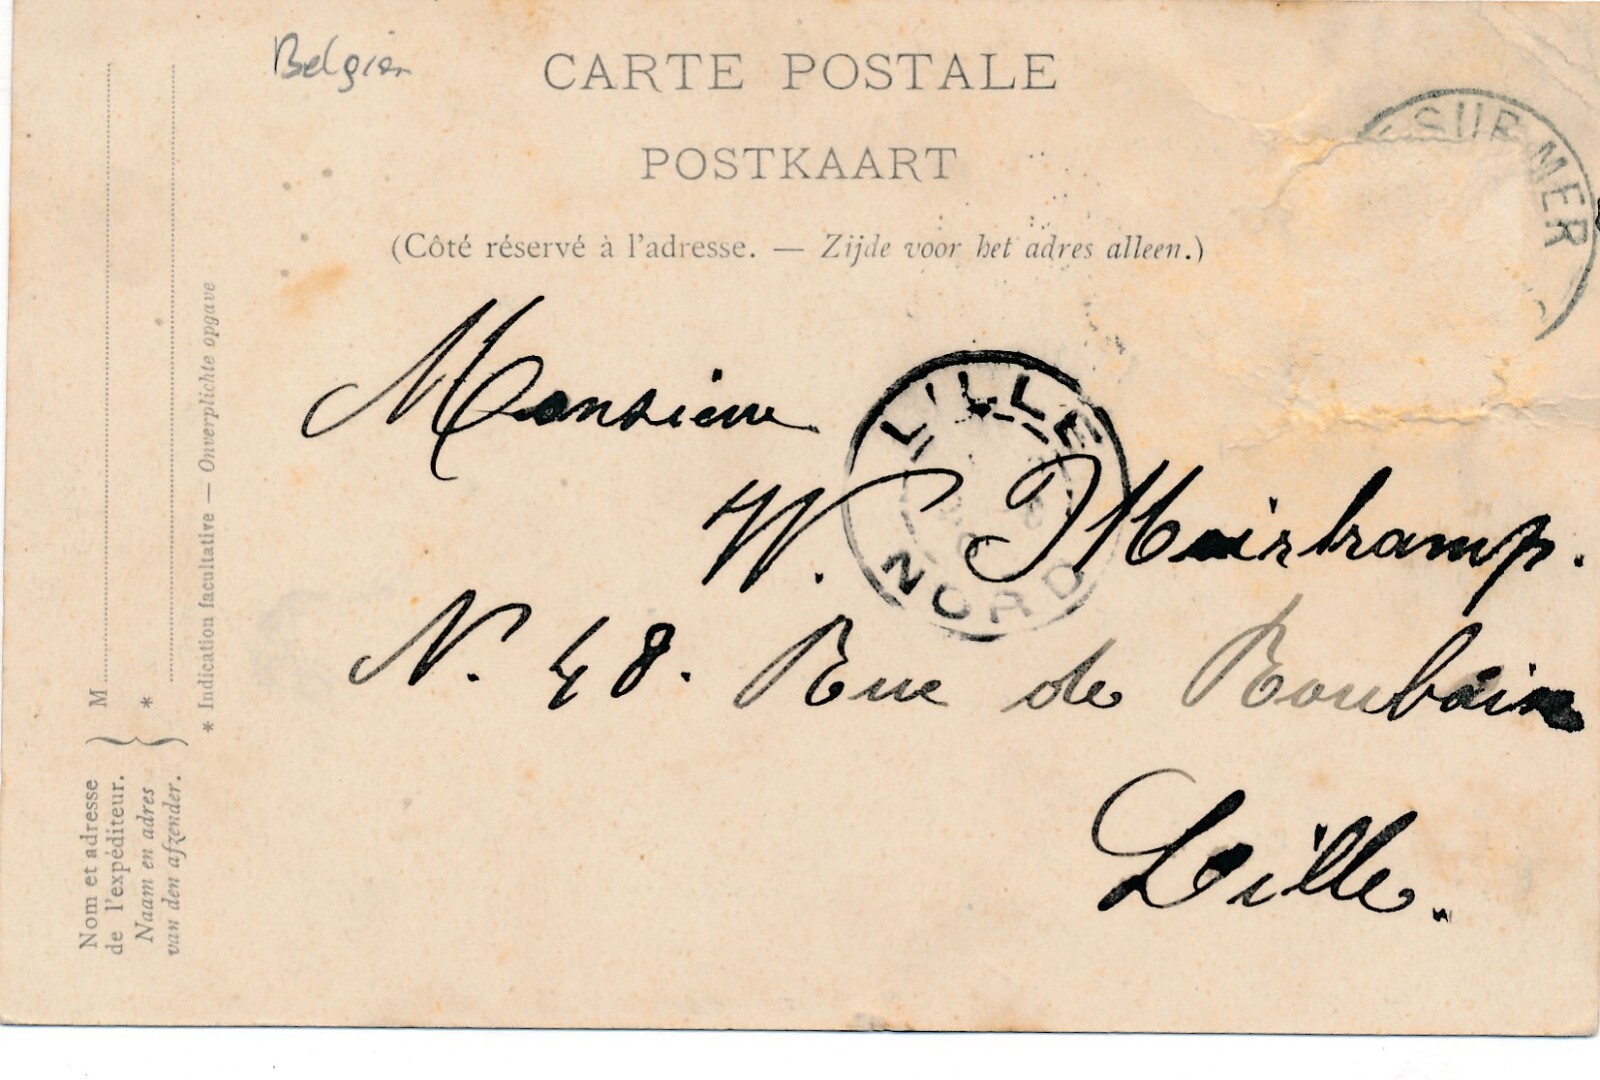 Belgien
CARTE POSTALE
POSTKAART
(Côté réservé à l'adresse. — Zijde voor het adres alleen.)
SUR MER
Monsieur
LILLE
NORD
W.
N. 48. Rue de Roubaix
Lille.
M
*
* Indication facultative — Onverplichte opgave
Nom et adresse
de l'expéditeur.
Naam en adres
van den afzender.